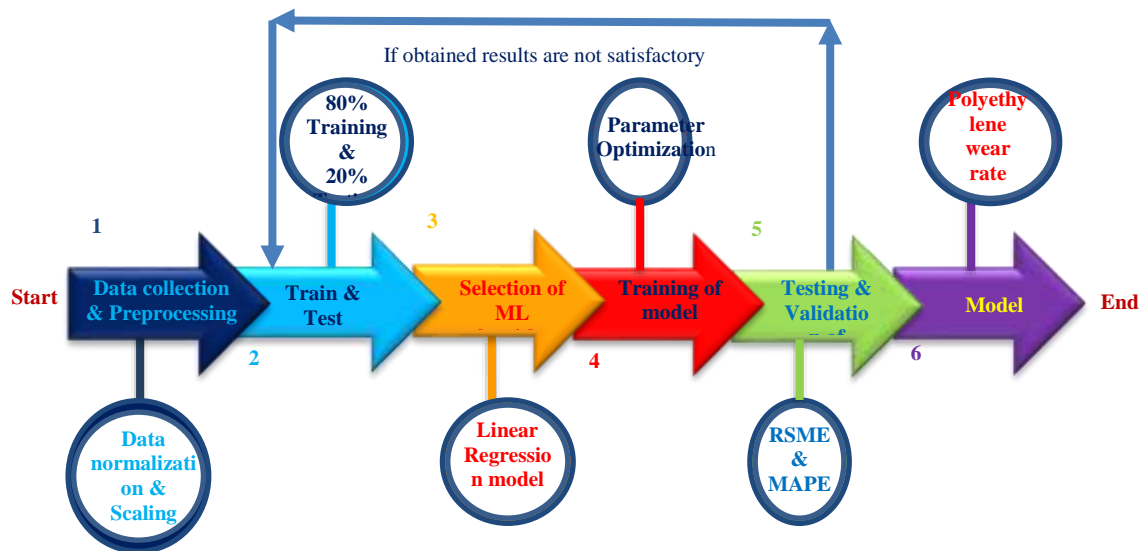 If obtained results are not satisfactory
80%
Training
&
20%
Parameter
Optimization
Polyethy
lene
wear
rate
1
3
5
Start
Data collection
& Preprocessing
Train &
Test
Selection of
ML
Training of
model
Testing &
Validatio
n of
Model
End
2
4
6
Data
normalizati
on &
Scaling
Linear
Regressio
n model
RSME
&
MAPE